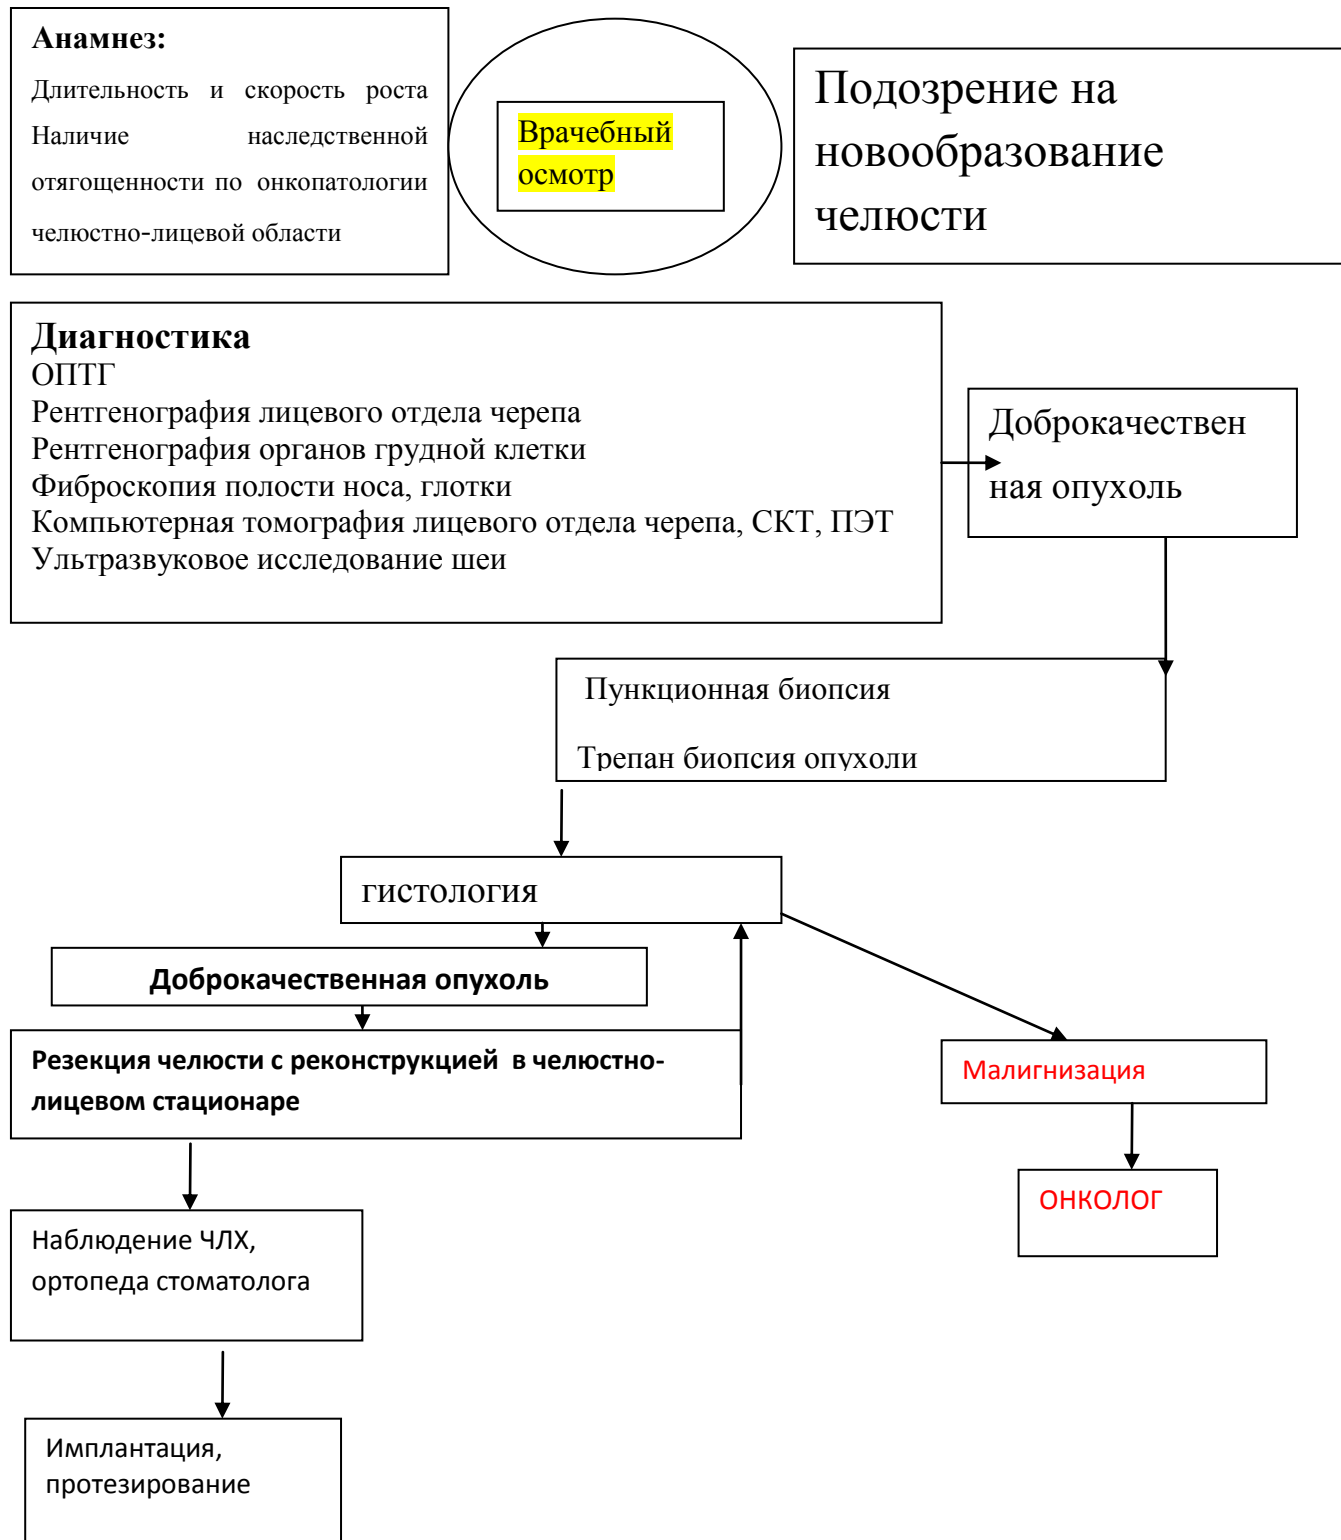 Анамнез:
Длительность и скорость роста
Наличие наследственной
отягощенности по онкопатологии
челюстно-лицевой области
Врачебный
осмотр
Подозрение на
новообразование
челюсти
Диагностика
ОПТГ
Рентгенография лицевого отдела черепа
Рентгенография органов грудной клетки
Фиброскопия полости носа, глотки
Компьютерная томография лицевого отдела черепа, СКТ, ПЭТ
Ультразвуковое исследование шеи
Доброкачествен
ная опухоль
Пункционная биопсия
Трепан биопсия опухоли
гистология
Доброкачественная опухоль
Резекция челюсти с реконструкцией в челюстно-
лицевом стационаре
Малигнизация
ОНКОЛОГ
Наблюдение ЧЛХ,
ортопеда стоматолога
Имплантация,
протезирование